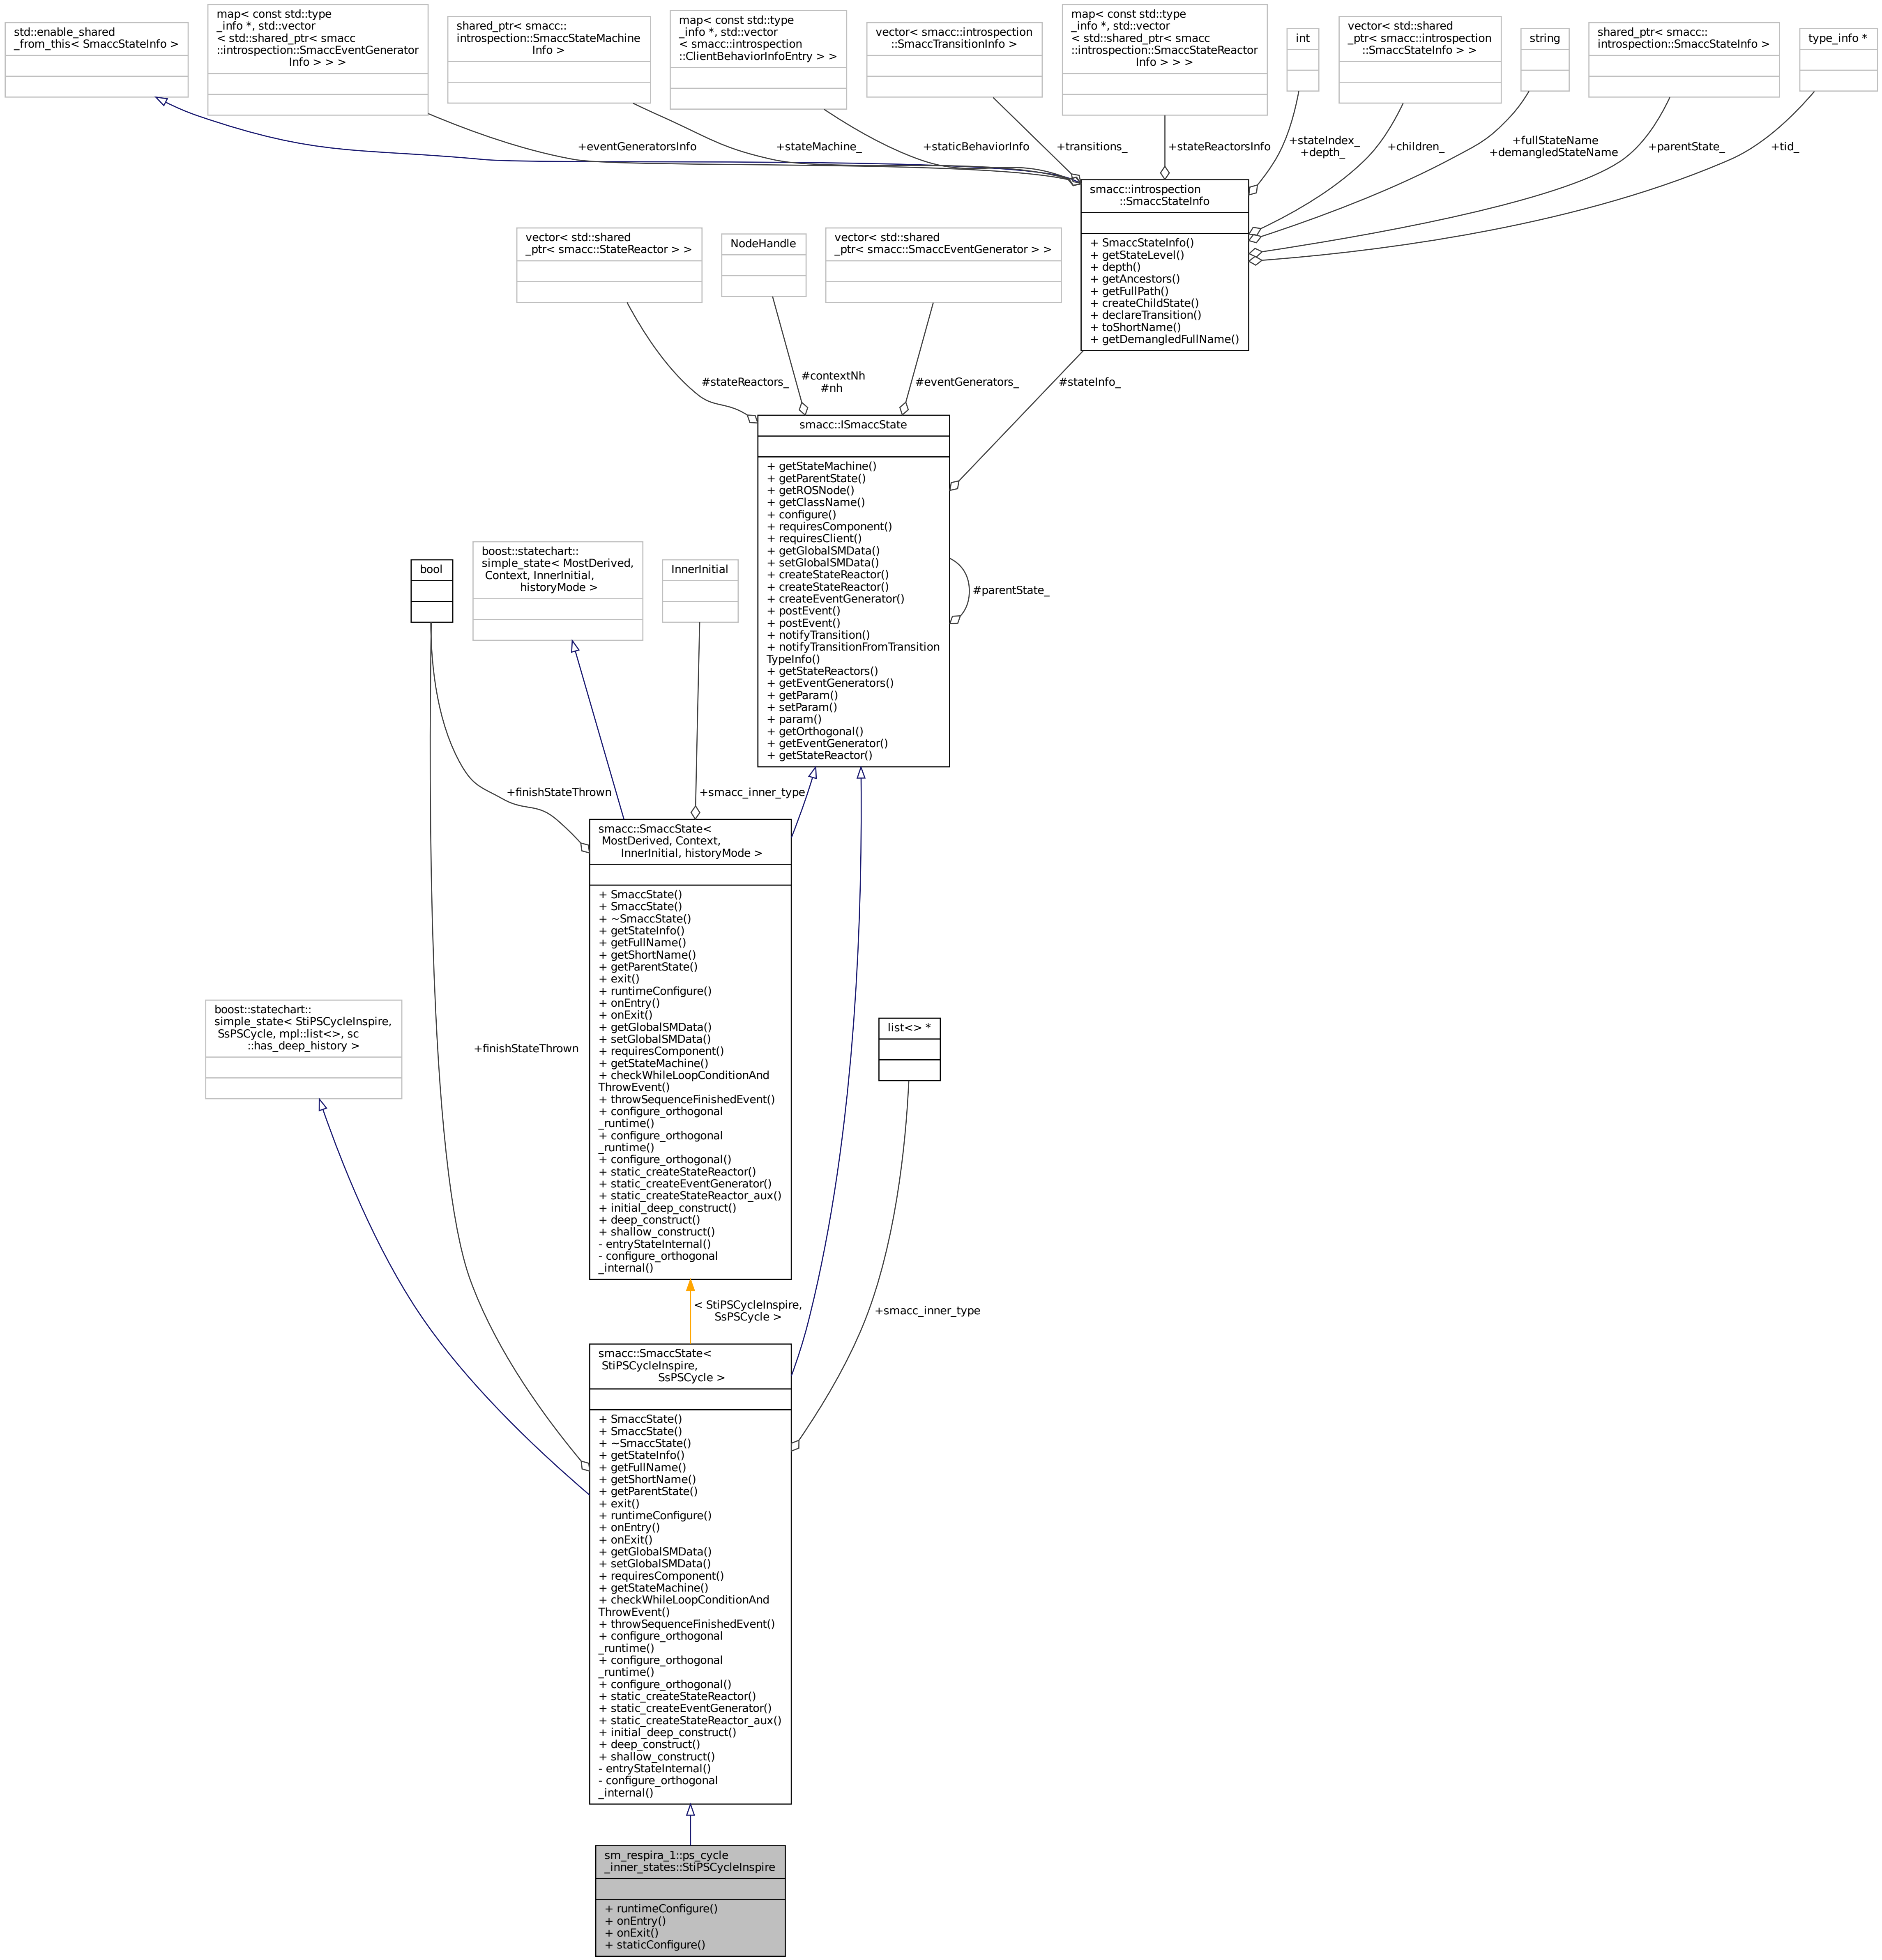 std::enable_shared
_from_this< SmaccStateInfo >
map< const std::type
_info *, std::vector
< std::shared_ptr< smacc
::introspection::SmaccEventGenerator
Info > > >
shared_ptr< smacc::
introspection::SmaccStateMachine
Info >
map< const std::type
_info *, std::vector
< smacc::introspection
::ClientBehaviorInfoEntry > >
vector< smacc::introspection
::SmaccTransitionInfo >
map< const std::type
_info *, std::vector
< std::shared_ptr< smacc
::introspection::SmaccStateReactor
Info > > >
int
vector< std::shared
_ptr< smacc::introspection
::SmaccStateInfo > >
string
shared_ptr< smacc::
introspection::SmaccStateInfo >
type_info *
+eventGeneratorsInfo
+stateMachine_
+staticBehaviorInfo
+transitions_
+stateReactorsInfo
+stateIndex_
+depth_
+children_
+fullStateName
+demangledStateName
+parentState_
+tid_
smacc::introspection
::SmaccStateInfo
+ SmaccStateInfo()
+ getStateLevel()
+ depth()
+ getAncestors()
+ getFullPath()
+ createChildState()
+ declareTransition()
+ toShortName()
+ getDemangledFullName()
vector< std::shared
_ptr< smacc::StateReactor > >
NodeHandle
vector< std::shared
_ptr< smacc::SmaccEventGenerator > >
#stateReactors_
#contextNh
#nh
#eventGenerators_
#stateInfo_
smacc::ISmaccState
+ getStateMachine()
+ getParentState()
+ getROSNode()
+ getClassName()
+ configure()
+ requiresComponent()
+ requiresClient()
+ getGlobalSMData()
+ setGlobalSMData()
+ createStateReactor()
+ createStateReactor()
+ createEventGenerator()
+ postEvent()
+ postEvent()
+ notifyTransition()
+ notifyTransitionFromTransition
TypeInfo()
+ getStateReactors()
+ getEventGenerators()
+ getParam()
+ setParam()
+ param()
+ getOrthogonal()
+ getEventGenerator()
+ getStateReactor()
#parentState_
bool
boost::statechart::
simple_state< MostDerived,
Context, InnerInitial,
historyMode >
InnerInitial
+finishStateThrown
+smacc_inner_type
smacc::SmaccState<
MostDerived, Context,
InnerInitial, historyMode >
+ SmaccState()
+ SmaccState()
+ ~SmaccState()
+ getStateInfo()
+ getFullName()
+ getShortName()
+ getParentState()
+ exit()
+ runtimeConfigure()
+ onEntry()
+ onExit()
+ getGlobalSMData()
+ setGlobalSMData()
+ requiresComponent()
+ getStateMachine()
+ checkWhileLoopConditionAnd
ThrowEvent()
+ throwSequenceFinishedEvent()
+ configure_orthogonal
_runtime()
+ configure_orthogonal
_runtime()
+ configure_orthogonal()
+ static_createStateReactor()
+ static_createEventGenerator()
+ static_createStateReactor_aux()
+ initial_deep_construct()
+ deep_construct()
+ shallow_construct()
- entryStateInternal()
- configure_orthogonal
_internal()
boost::statechart::
simple_state< StiPSCycleInspire,
SsPSCycle, mpl::list<>, sc
::has_deep_history >
+finishStateThrown
list<> *
< StiPSCycleInspire,
SsPSCycle >
+smacc_inner_type
smacc::SmaccState<
StiPSCycleInspire,
SsPSCycle >
+ SmaccState()
+ SmaccState()
+ ~SmaccState()
+ getStateInfo()
+ getFullName()
+ getShortName()
+ getParentState()
+ exit()
+ runtimeConfigure()
+ onEntry()
+ onExit()
+ getGlobalSMData()
+ setGlobalSMData()
+ requiresComponent()
+ getStateMachine()
+ checkWhileLoopConditionAnd
ThrowEvent()
+ throwSequenceFinishedEvent()
+ configure_orthogonal
_runtime()
+ configure_orthogonal
_runtime()
+ configure_orthogonal()
+ static_createStateReactor()
+ static_createEventGenerator()
+ static_createStateReactor_aux()
+ initial_deep_construct()
+ deep_construct()
+ shallow_construct()
- entryStateInternal()
- configure_orthogonal
_internal()
sm_respira_1::ps_cycle
_inner_states::StiPSCycleInspire
+ runtimeConfigure()
+ onEntry()
+ onExit()
+ staticConfigure()